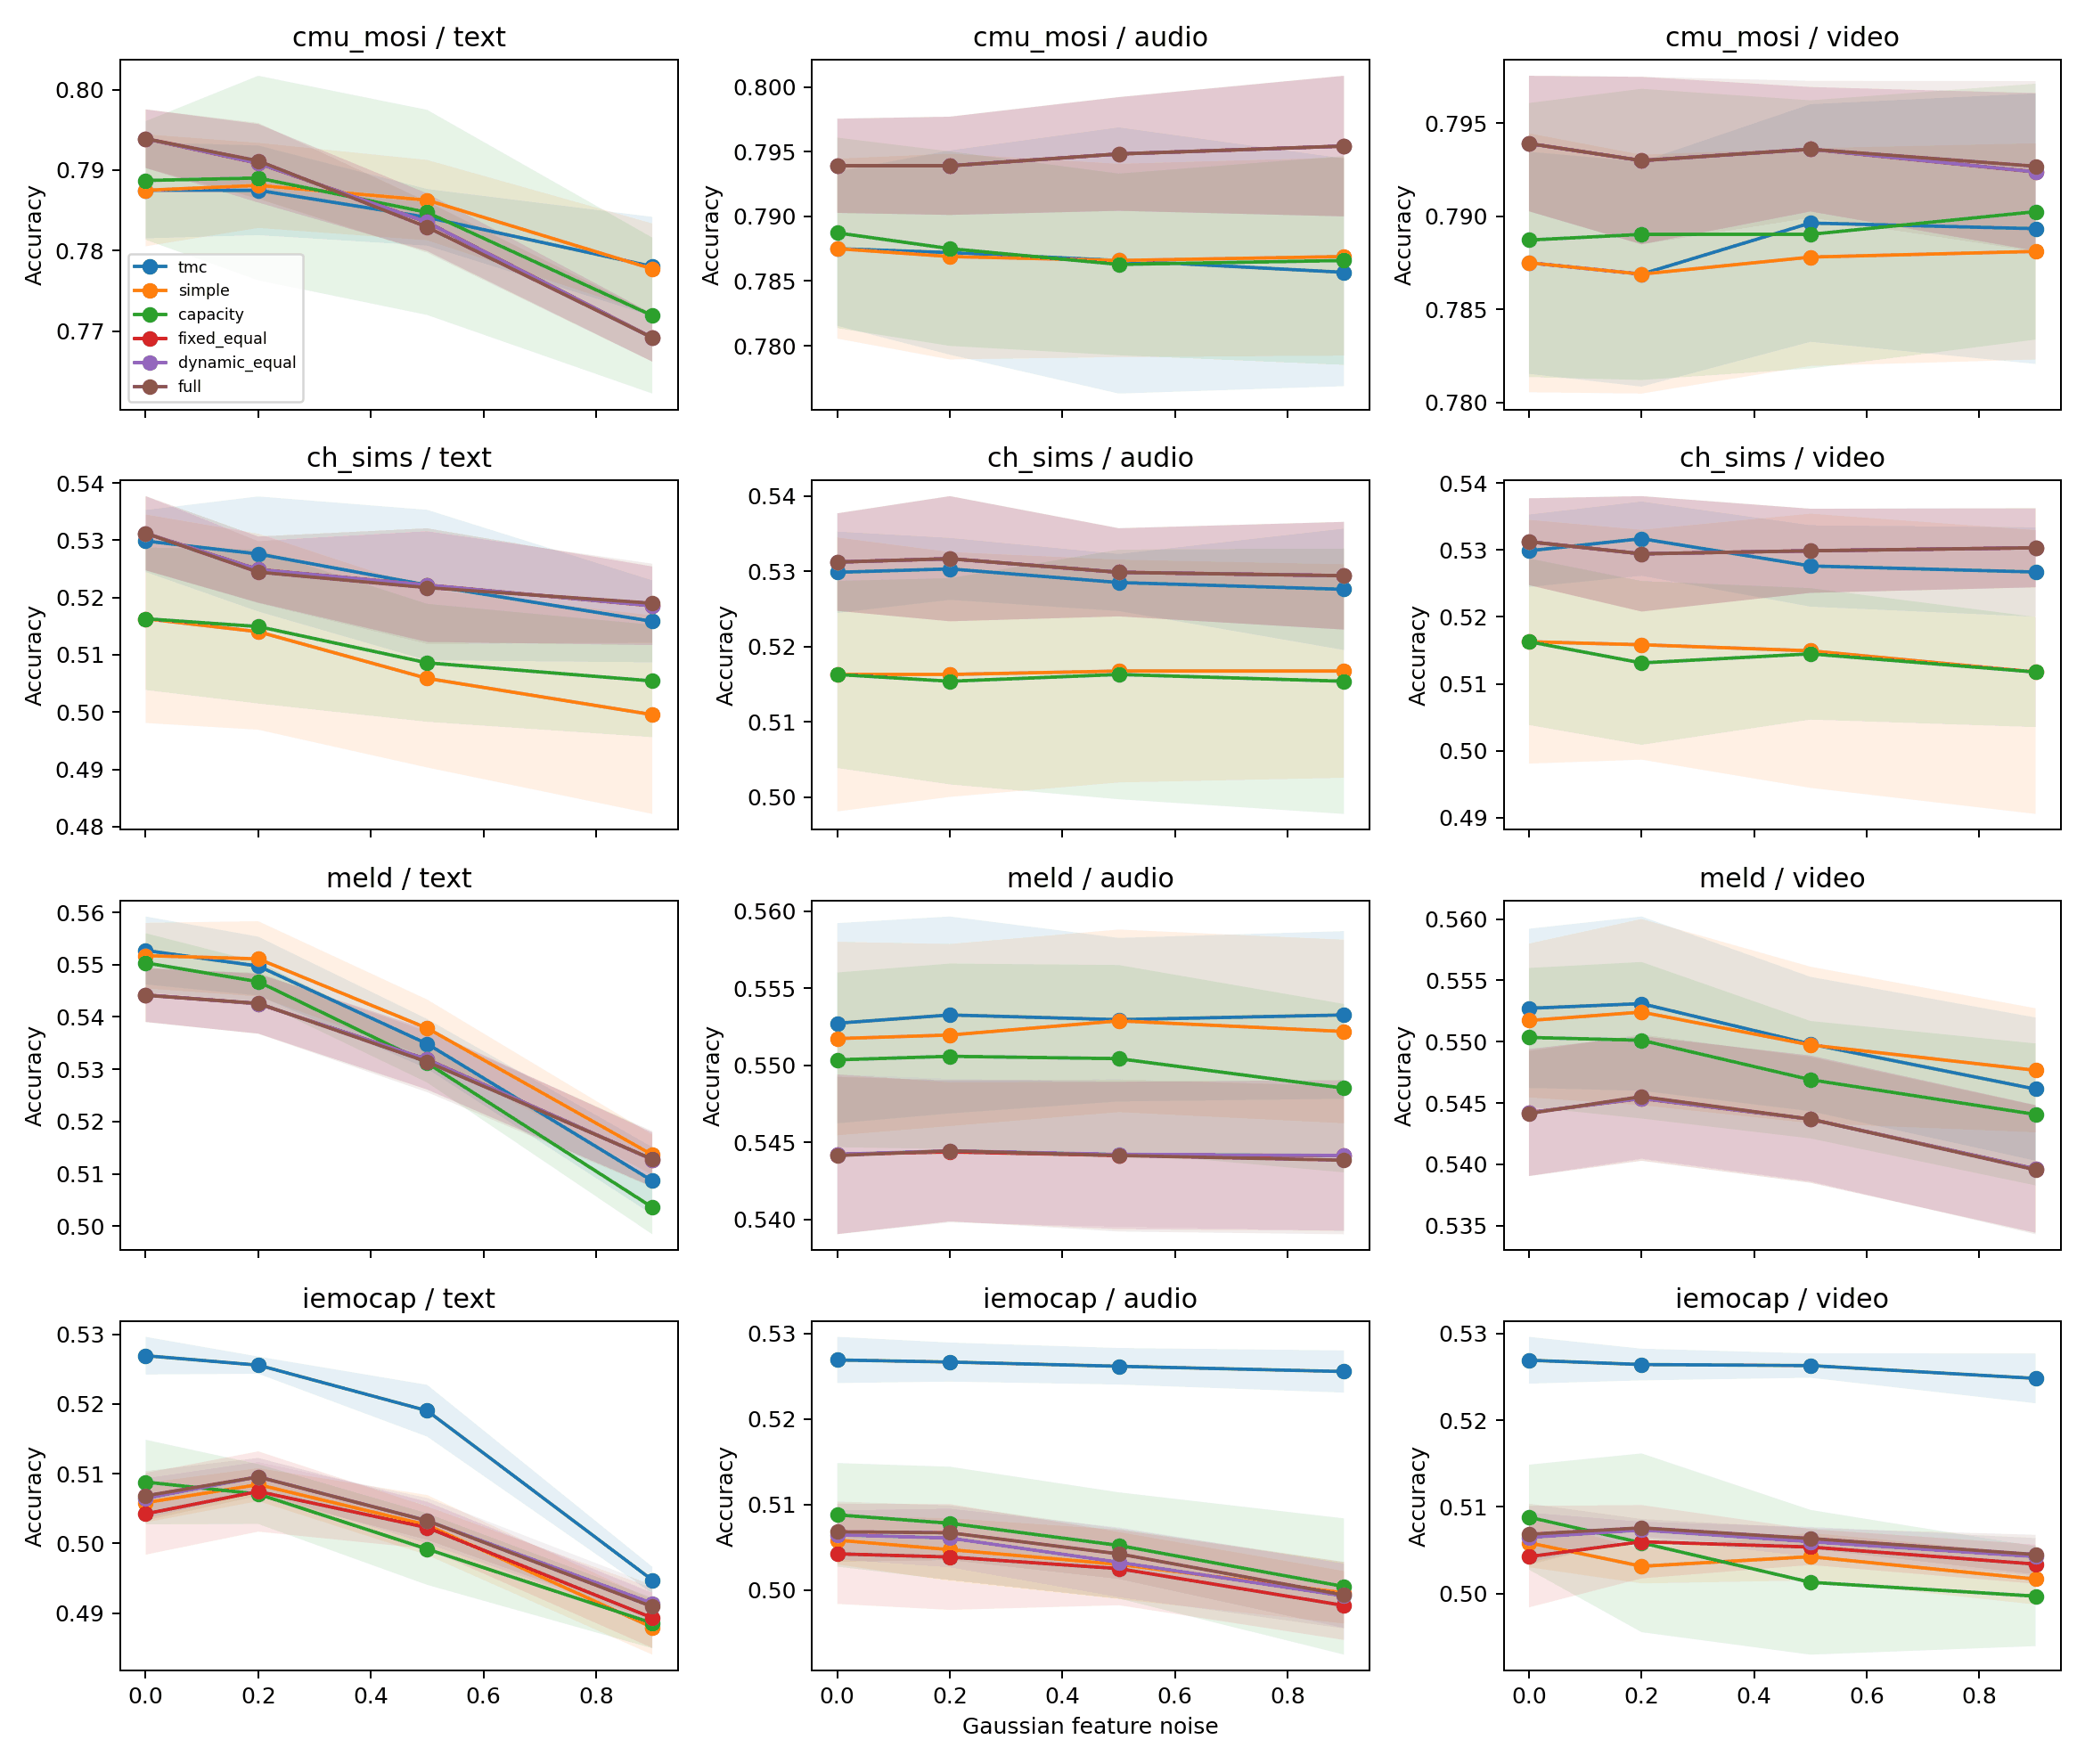 cmu_mosi / text
cmu_mosi / audio
cmu_mosi / video
Accuracy
0.80
0.79
0.78
0.77
tmc
simple
capacity
fixed_equal
dynamic_equal
full
Accuracy
0.800
0.795
0.790
0.785
0.780
Accuracy
0.795
0.790
0.785
0.780
ch_sims / text
ch_sims / audio
ch_sims / video
Accuracy
0.54
0.53
0.52
0.51
0.50
0.49
0.48
Accuracy
0.54
0.53
0.52
0.51
0.50
Accuracy
0.54
0.53
0.52
0.51
0.50
0.49
meld / text
meld / audio
meld / video
Accuracy
0.56
0.55
0.54
0.53
0.52
0.51
0.50
Accuracy
0.560
0.555
0.550
0.545
0.540
Accuracy
0.560
0.555
0.550
0.545
0.540
0.535
iemocap / text
iemocap / audio
iemocap / video
Accuracy
0.53
0.52
0.51
0.50
0.49
Accuracy
0.53
0.52
0.51
0.50
Accuracy
0.53
0.52
0.51
0.50
0.0 0.2 0.4 0.6 0.8
0.0 0.2 0.4 0.6 0.8
0.0 0.2 0.4 0.6 0.8
Gaussian feature noise